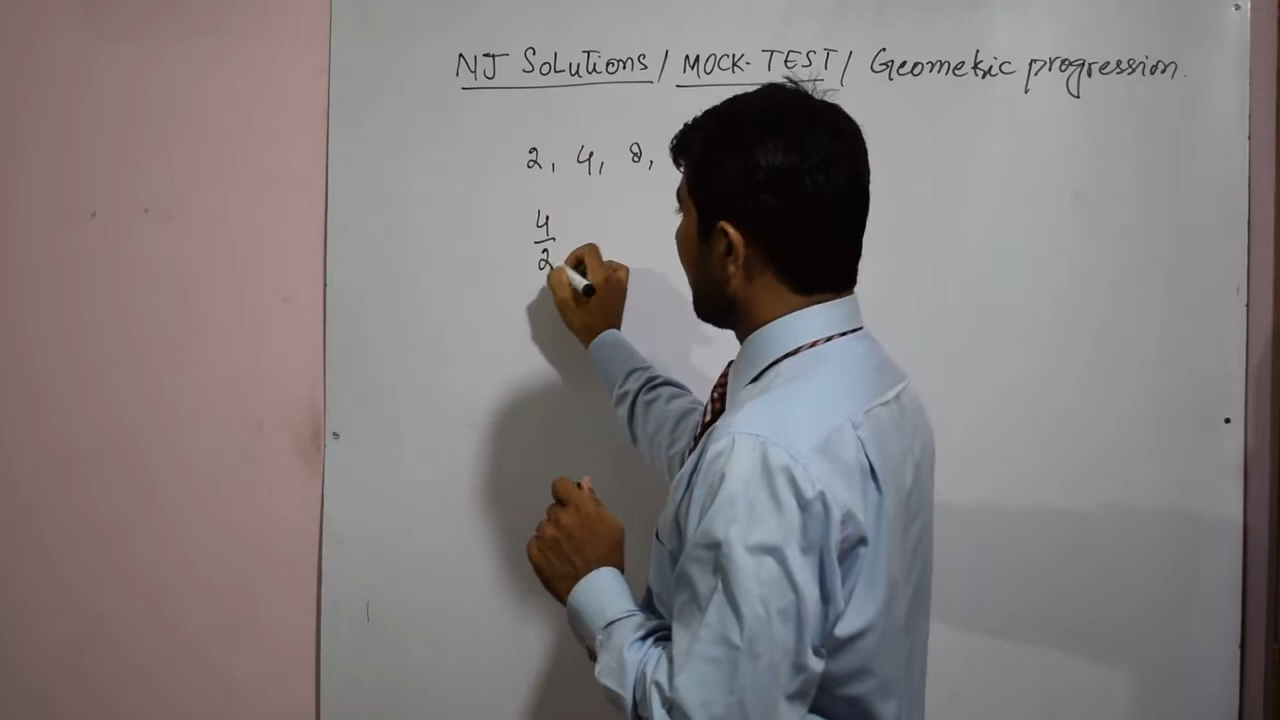 NJ Solutions / MOCK-TEST / Geometric progression.
2, 4, 8,
4
2